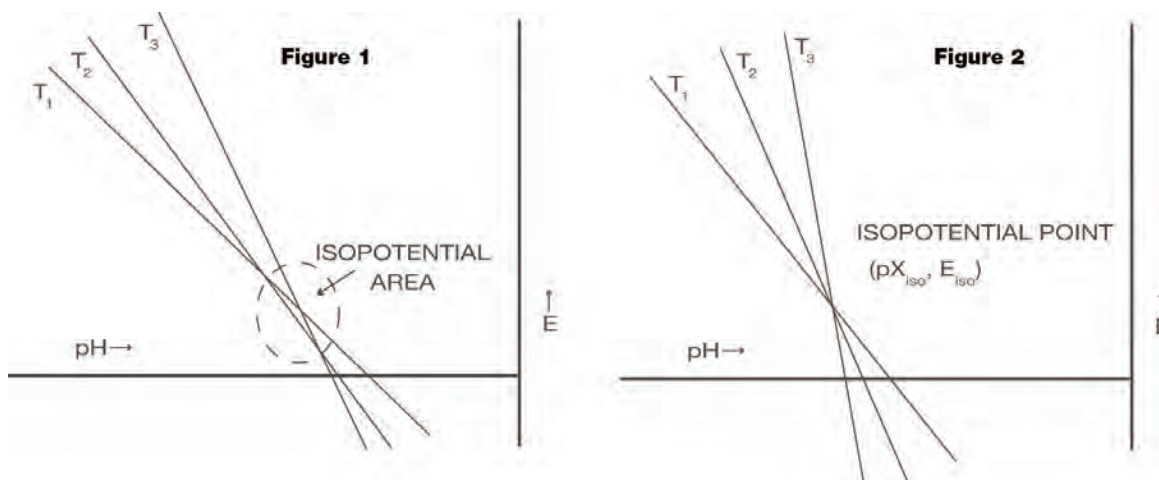 Figure 1
T3
T2
T1
ISOPOTENTIAL
AREA
↑
E
pH→
Figure 2
T2
T3
T1
ISOPOTENTIAL POINT
(pXiso, Eiso)
↑
pH→
E